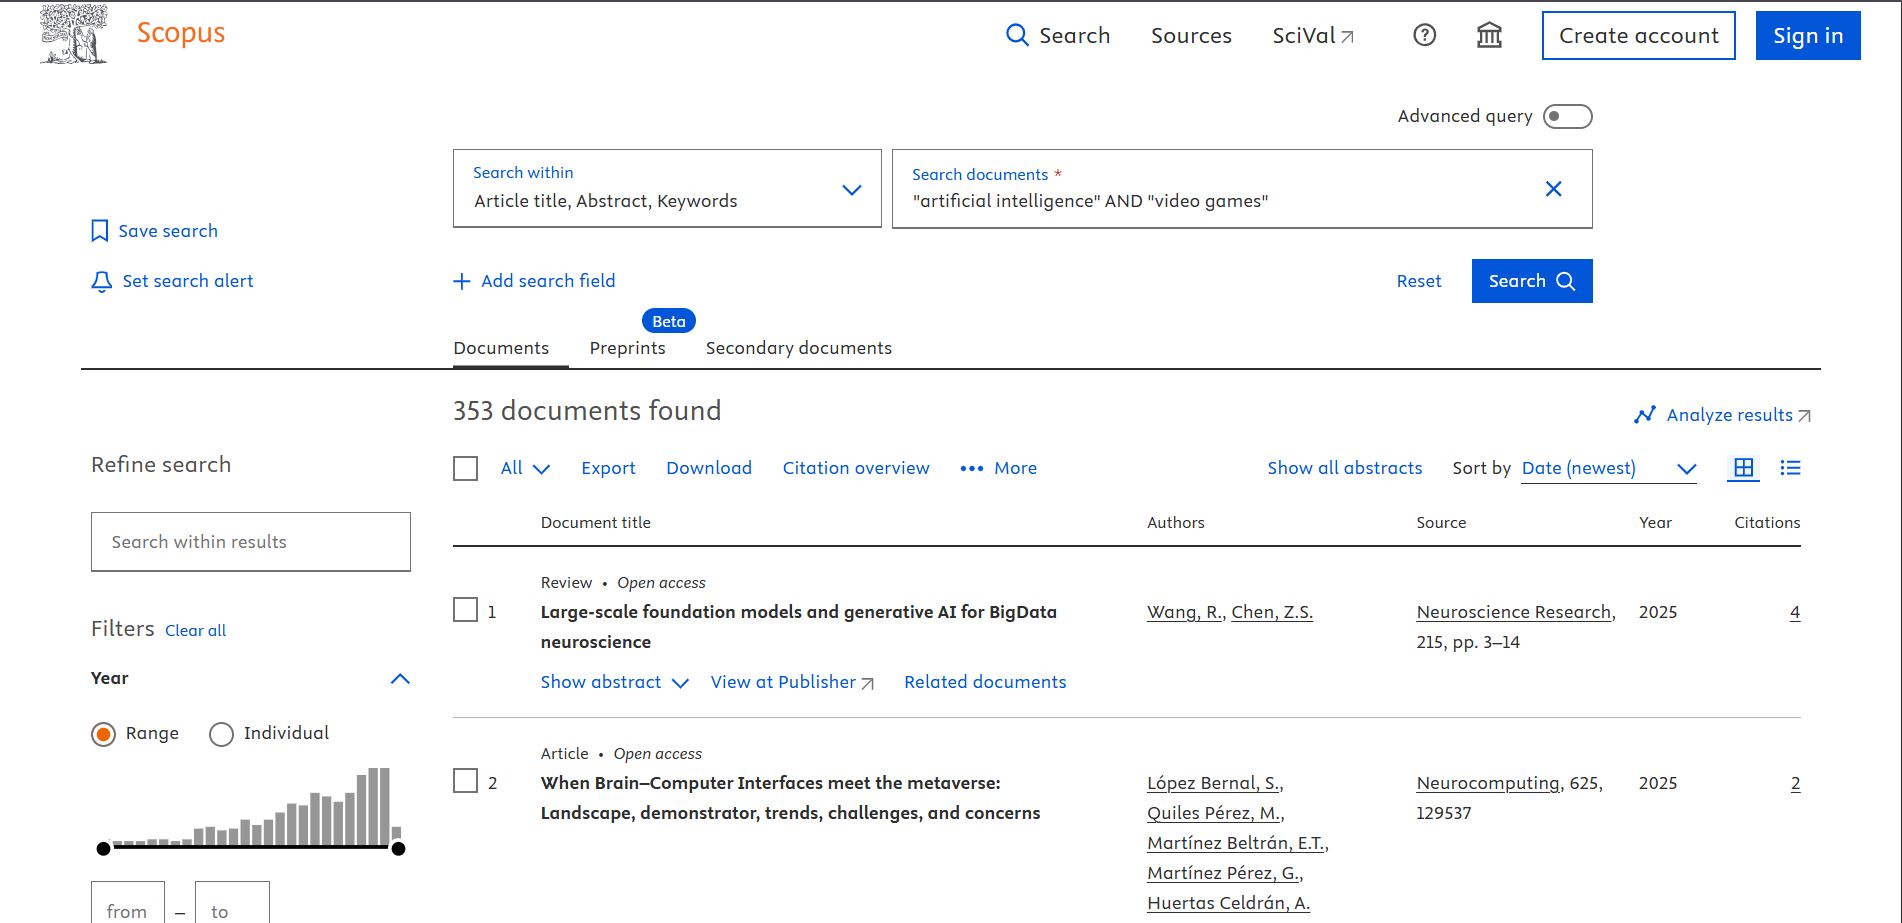 Scopus
Search Sources SciVal Create account Sign in
Advanced query
Search within
Article title, Abstract, Keywords
Search documents *
"artificial intelligence" AND "video games"
Save search
Set search alert
Add search field
Reset
Search
Beta
Documents Preprints Secondary documents
353 documents found
Analyze results
Refine search
All Export Download Citation overview More Show all abstracts Sort by Date (newest)
Document title Authors Source Year Citations
Search within results
Review • Open access
1 Large-scale foundation models and generative AI for BigData Wang, R., Chen, Z.S. Neuroscience Research, 2025 4
neuroscience 215, pp. 3–14
Filters Clear all
Year
Show abstract View at Publisher Related documents
Range Individual
Article • Open access
2 When Brain–Computer Interfaces meet the metaverse: López Bernal, S., Neurocomputing, 625, 2025 2
Landscape, demonstrator, trends, challenges, and concerns Quiles Pérez, M., 129537
Martínez Beltrán, E.T.,
Martínez Pérez, G.,
Huertas Celdrán, A.
from – to